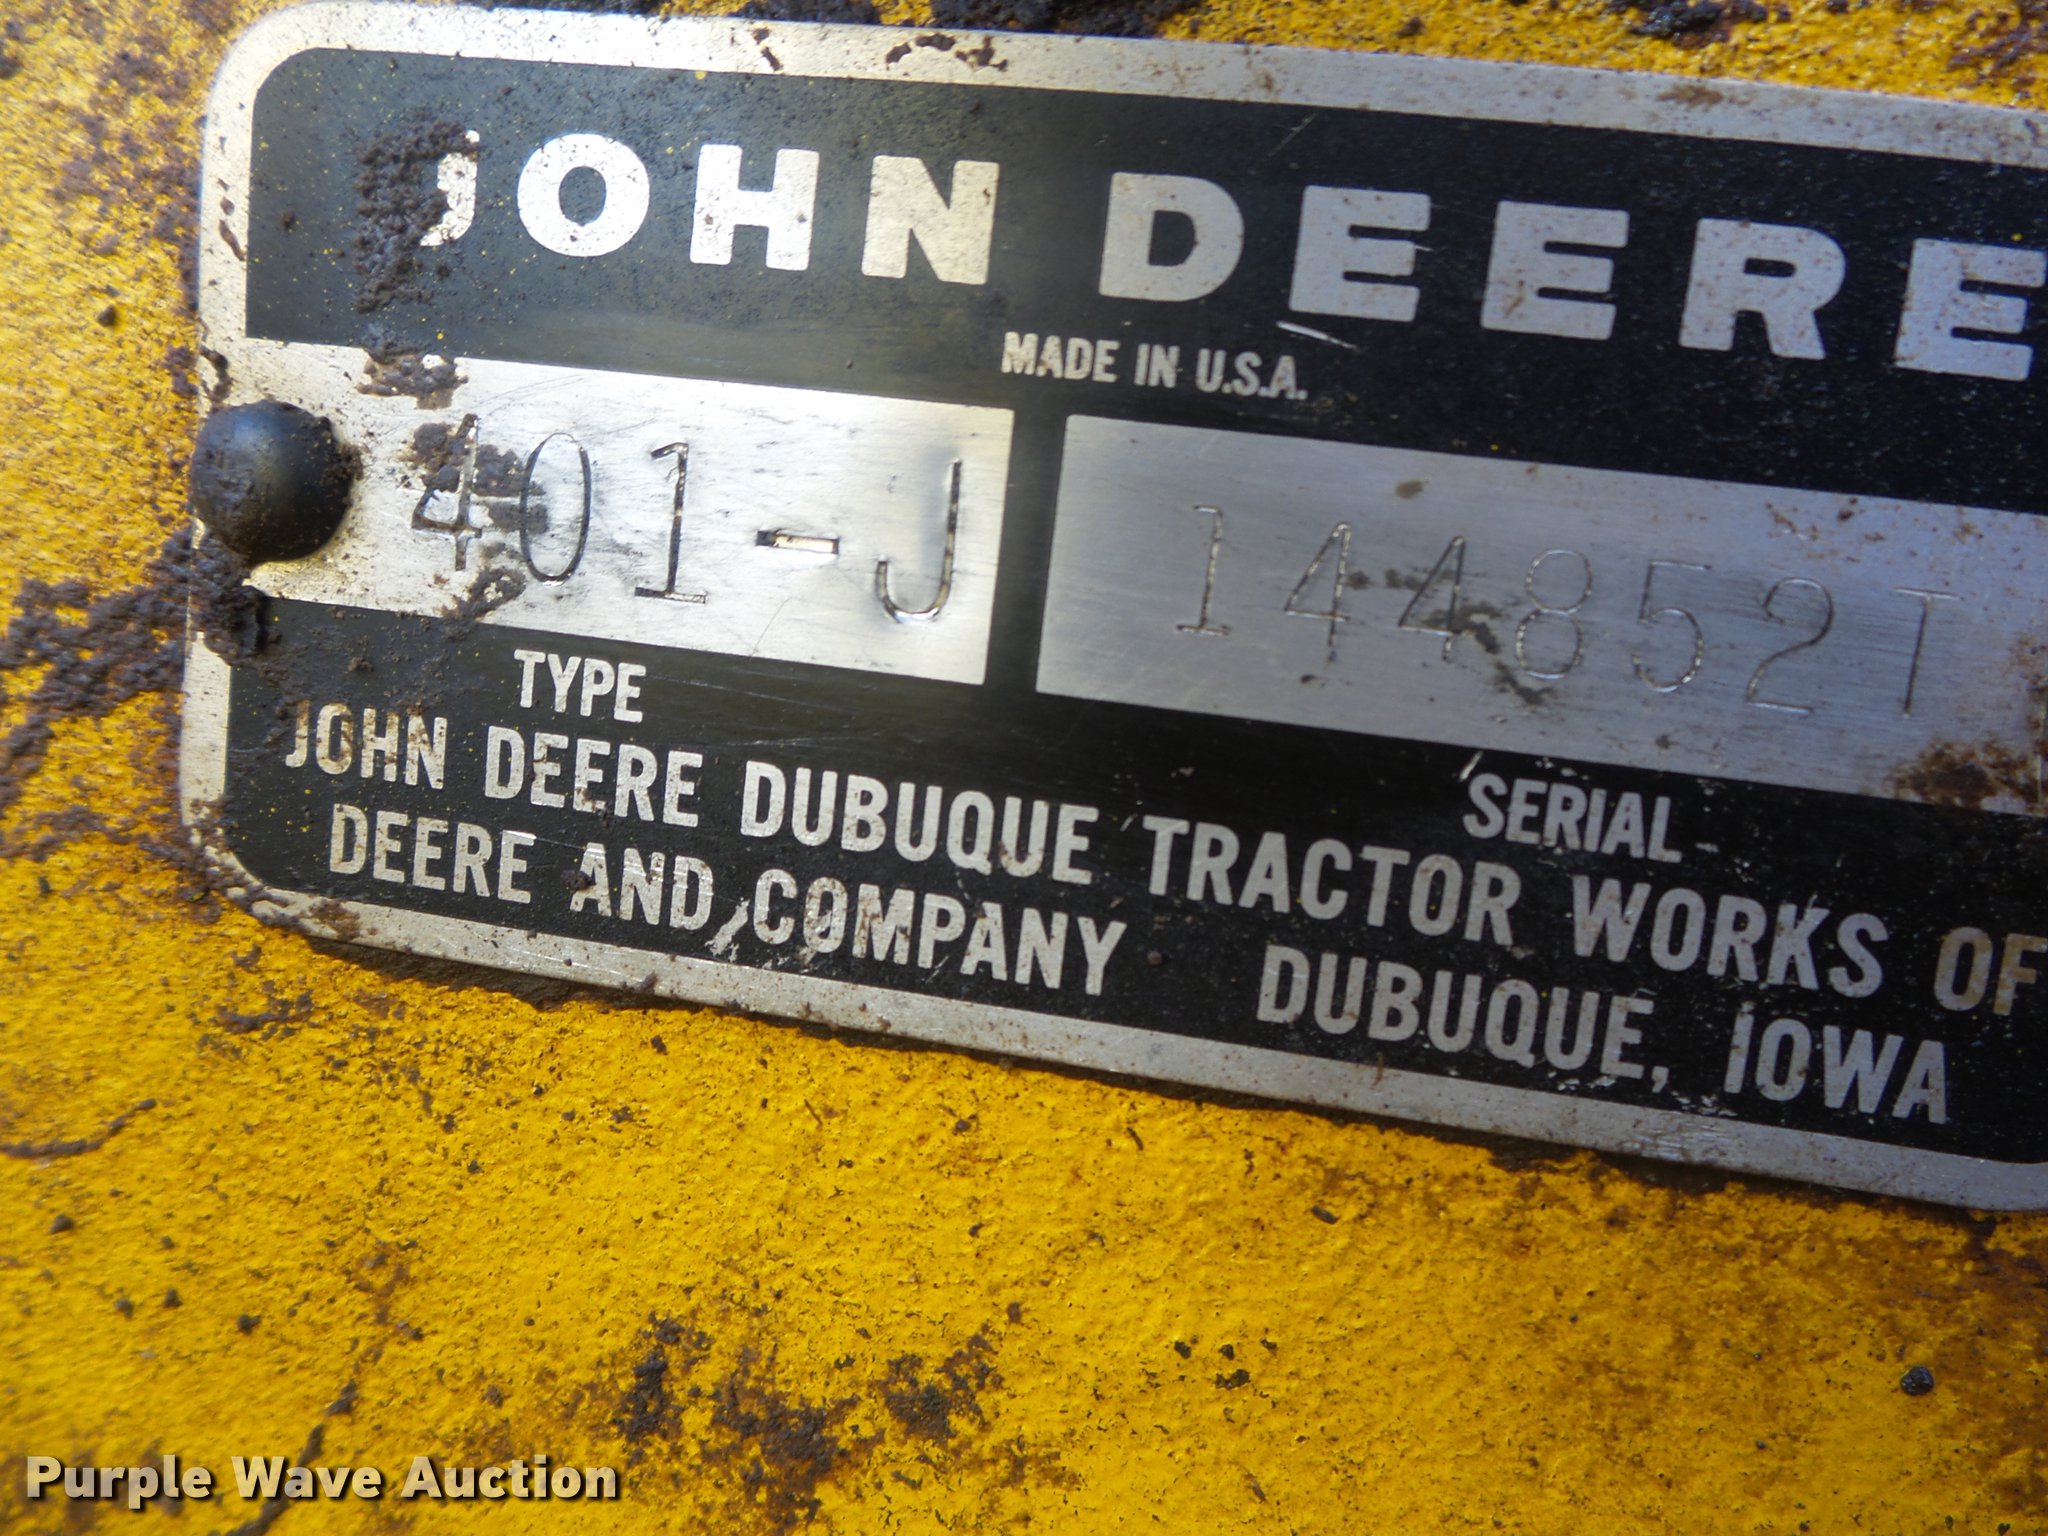 JOHN DEERE
MADE IN U.S.A.
401-J 144852T
TYPE SERIAL
JOHN DEERE DUBUQUE TRACTOR WORKS OF
DEERE AND COMPANY DUBUQUE, IOWA
Purple Wave Auction